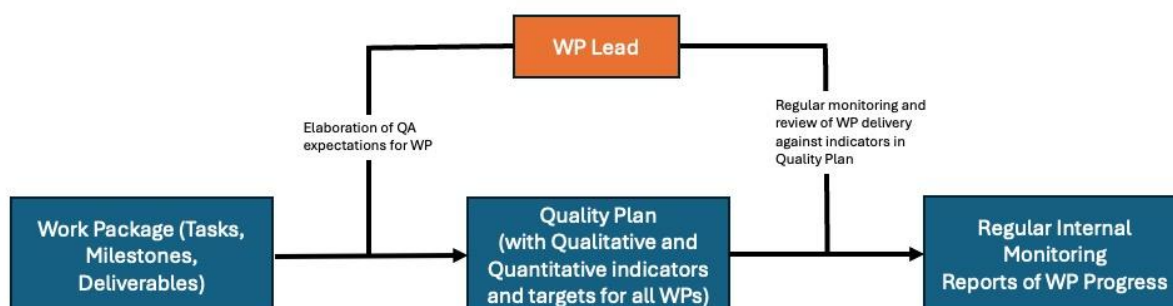 WP Lead
Elaboration of QA
expectations for WP
Regular monitoring and
review of WP delivery
against indicators in
Quality Plan
Work Package (Tasks,
Milestones,
Deliverables)
Quality Plan
(with Qualitative and
Quantitative indicators
and targets for all WPs)
Regular Internal
Monitoring
Reports of WP Progress